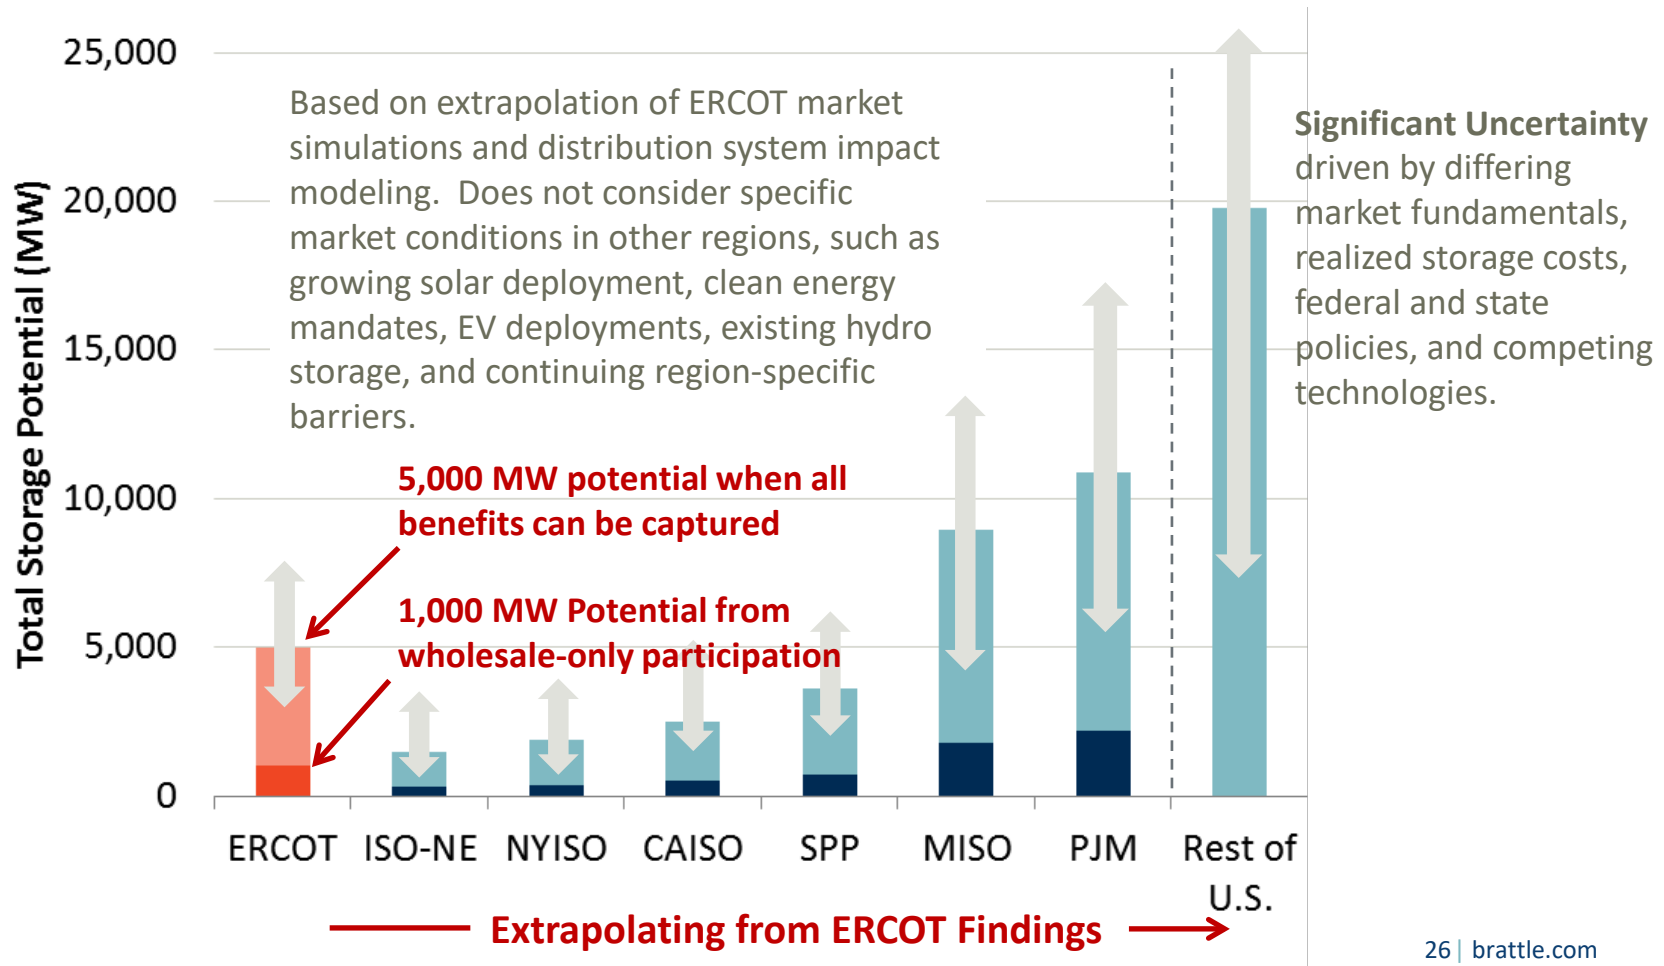 Total Storage Potential (MW)
25,000
20,000
15,000
10,000
5,000
0
Based on extrapolation of ERCOT market
simulations and distribution system impact
modeling. Does not consider specific
market conditions in other regions, such as
growing solar deployment, clean energy
mandates, EV deployments, existing hydro
storage, and continuing region-specific
barriers.
Significant Uncertainty
driven by differing
market fundamentals,
realized storage costs,
federal and state
policies, and competing
technologies.
5,000 MW potential when all
benefits can be captured
1,000 MW Potential from
wholesale-only participation
ERCOT
ISO-NE
NYISO
CAISO
SPP
MISO
PJM
Rest of
U.S.
Extrapolating from ERCOT Findings
26 | brattle.com